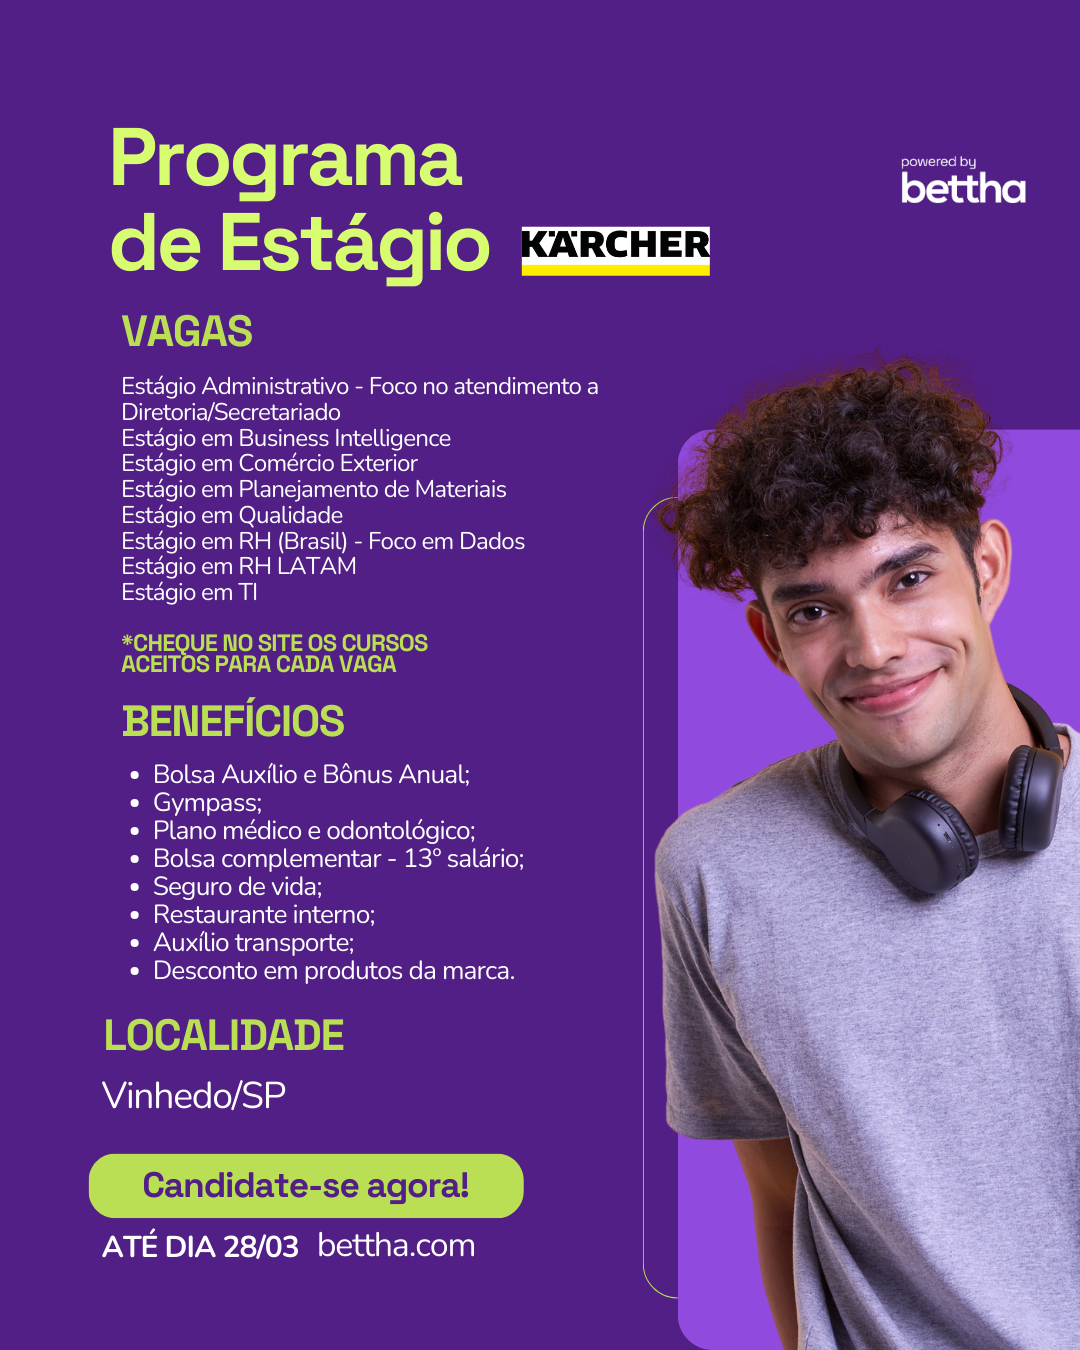 Programa
de Estágio
KÄRCHER
powered by
bettha
VAGAS
Estágio Administrativo - Foco no atendimento a
Diretoria/Secretariado
Estágio em Business Intelligence
Estágio em Comércio Exterior
Estágio em Planejamento de Materiais
Estágio em Qualidade
Estágio em RH (Brasil) - Foco em Dados
Estágio em RH LATAM
Estágio em TI
*CHEQUE NO SITE OS CURSOS
ACEITOS PARA CADA VAGA
BENEFÍCIOS
• Bolsa Auxílio e Bônus Anual;
• Gympass;
• Plano médico e odontológico;
• Bolsa complementar - 13º salário;
• Seguro de vida;
• Restaurante interno;
• Auxílio transporte;
• Desconto em produtos da marca.
LOCALIDADE
Vinhedo/SP
Candidate-se agora!
ATÉ DIA 28/03 bettha.com